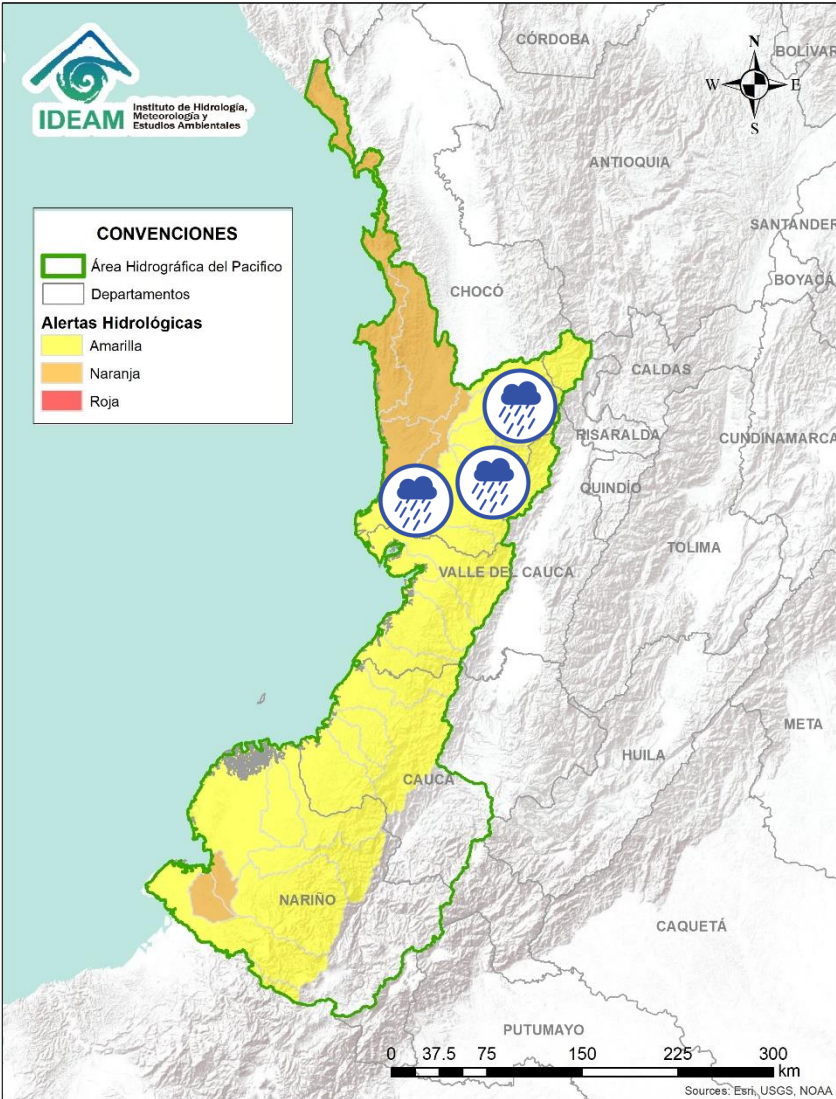 IDEAM
Instituto de Hidrología,
Meteorología y
Estudios Ambientales
CÓRDOBA
BOLÍVAR
N
W
E
S
ANTIOQUIA
SANTANDER
BOYACÁ
CONVENCIONES
Área Hidrográfica del Pacifico
Departamentos
Alertas Hidrológicas
Amarilla
Naranja
Roja
CHOCÓ
CALDAS
RISARALDA
CUNDINAMARCA
QUINDÍO
TOLIMA
VALLE DEL CAUCA
META
HUILA
CAUCA
NARIÑO
CAQUETÁ
PUTUMAYO
0 37.5 75 150 225 300
km
Sources: Esri, USGS, NOAA